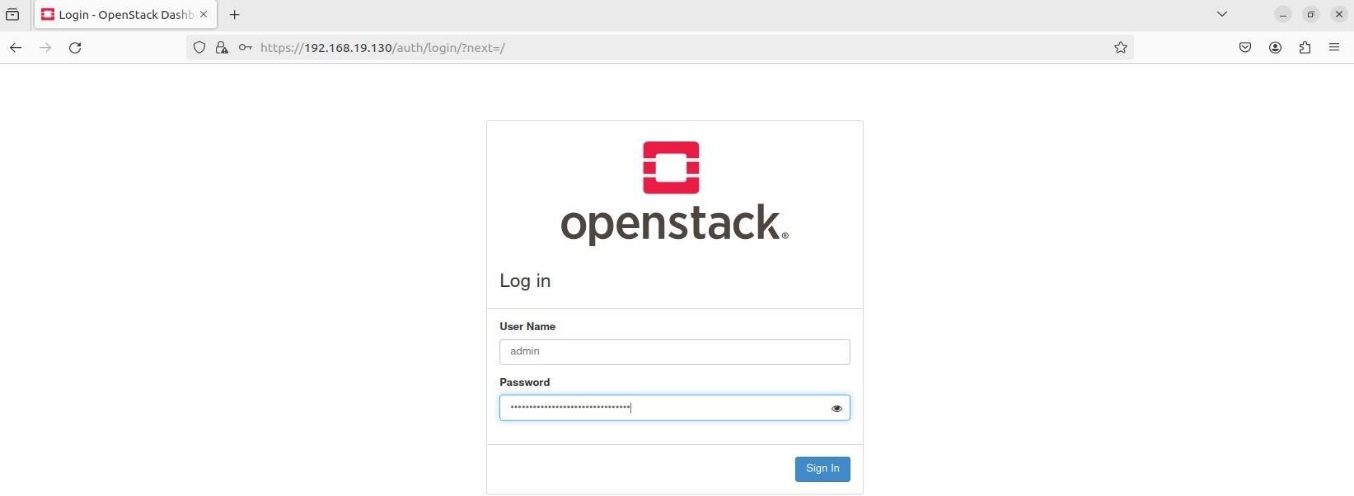 Login - OpenStack Dashb
https://192.168.19.130/auth/login/?next=/
openstack®
Log in
User Name
admin
Password
Sign In